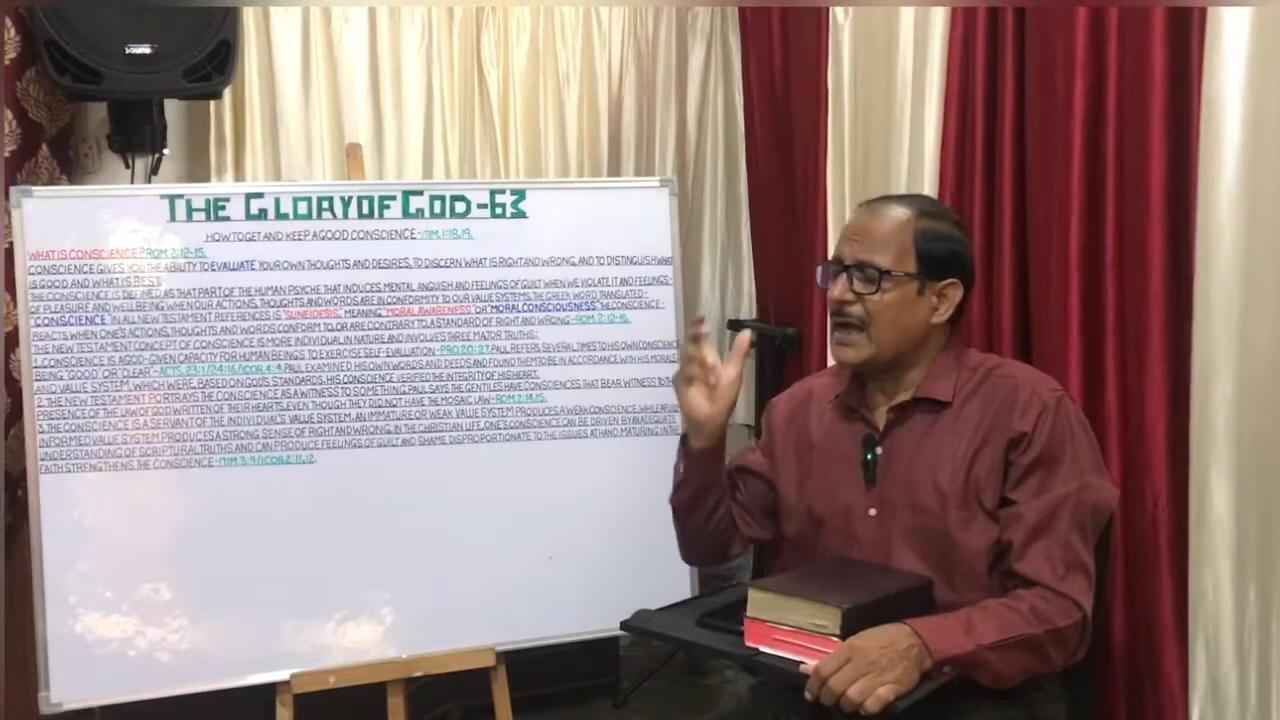 THE GLORY OF GOD-63
HOW TO GET AND KEEP A GOOD CONSCIENCE-ITIM.1:18,19.
WHAT IS CONSCIENCE? ROM.2:12-15.
CONSCIENCE GIVES YOU THE ABILITY TO EVALUATE YOUR OWN THOUGHTS AND DESIRES, TO DISCERN WHAT IS RIGHT AND WRONG, AND TO DISTINGUISH WHAT
IS GOOD AND WHAT IS BEST.
THE CONSCIENCE IS DEFINED AS THAT PART OF THE HUMAN PSYCHE THAT INDUCES MENTAL ANGUISH AND FEELINGS OF GUILT WHEN WE VIOLATE IT AND FEELINGS-
OF PLEASURE AND WELL BEING WHEN OUR ACTIONS, THOUGHTS AND WORDS ARE IN CONFORMITY TO OUR VALUE SYSTEMS. THE GREEK WORD TRANSLATED-
"CONSCIENCE" IN ALL NEW TESTAMENT REFERENCES IS "SUNEIDESIS," MEANING "MORAL AWARENESS" OR "MORAL CONSCIOUSNESS." THE CONSCIENCE-
REACTS WHEN ONE'S ACTIONS, THOUGHTS AND WORDS CONFORM TO, OR ARE CONTRARY TO A STANDARD OF RIGHT AND WRONG-ROM.2:12-15.
THE NEW TESTAMENT CONCEPT OF CONSCIENCE IS MORE INDIVIDUAL IN NATURE AND INVOLVES THREE MAJOR TRUTHS:
1. CONSCIENCE IS A GOD-GIVEN CAPACITY FOR HUMAN BEINGS TO EXERCISE SELF-EVALUATION-PRO.20:27. PAUL REFERS SEVERAL TIMES TO HIS OWN CONSCIENCE
BEING "GOOD" OR "CLEAR"-ACTS.23:1/24:16/ICOR.4:4. PAUL EXAMINED HIS OWN WORDS AND DEEDS AND FOUND THEM TO BE IN ACCORDANCE WITH HIS MORALS
AND VALUE SYSTEM, WHICH WERE, BASED ON GOD'S STANDARDS. HIS CONSCIENCE VERIFIED THE INTEGRITY OF HIS HEART.
2. THE NEW TESTAMENT PORTRAYS THE CONSCIENCE AS A WITNESS TO SOMETHING. PAUL SAYS THE GENTILES HAVE CONSCIENCES THAT BEAR WITNESS TO THE
PRESENCE OF THE LAW OF GOD WRITTEN OF THEIR HEARTS, EVEN THOUGH THEY DID NOT HAVE THE MOSAIC LAW-ROM.2:14,15.
3. THE CONSCIENCE IS A SERVANT OF THE INDIVIDUAL'S VALUE SYSTEM. AN IMMATURE OR WEAK VALUE SYSTEM PRODUCES A WEAK CONSCIENCE, WHILE A FULLY
INFORMED VALUE SYSTEM PRODUCES A STRONG SENSE OF RIGHT AND WRONG. IN THE CHRISTIAN LIFE, ONE'S CONSCIENCE CAN BE DRIVEN BY AN
UNDERSTANDING OF SCRIPTURAL TRUTHS AND CAN PRODUCE FEELINGS OF GUILT AND SHAME DISPROPORTIONATE TO THE ISSUES AT HAND. MATURING IN THE
FAITH STRENGTHENS THE CONSCIENCE-ITIM.3:9/ICOR.2:11,12.